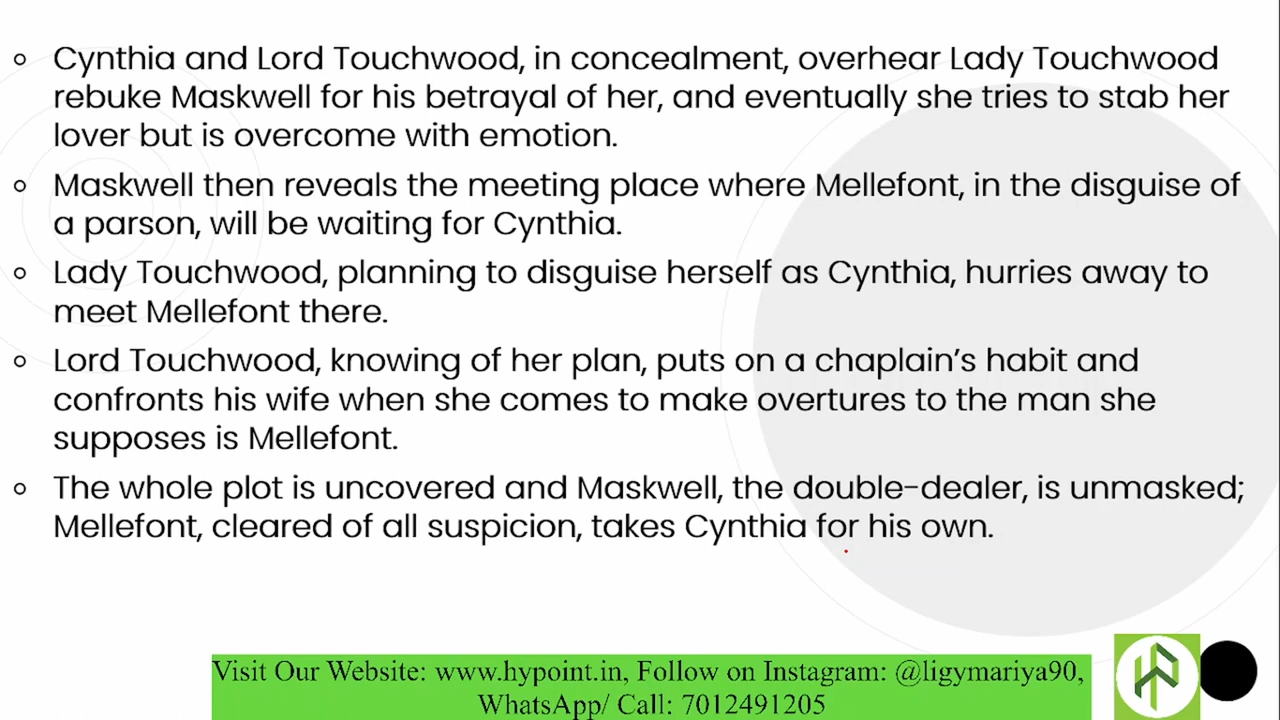 Cynthia and Lord Touchwood, in concealment, overhear Lady Touchwood
rebuke Maskwell for his betrayal of her, and eventually she tries to stab her
lover but is overcome with emotion.
Maskwell then reveals the meeting place where Mellefont, in the disguise of
a parson, will be waiting for Cynthia.
Lady Touchwood, planning to disguise herself as Cynthia, hurries away to
meet Mellefont there.
Lord Touchwood, knowing of her plan, puts on a chaplain’s habit and
confronts his wife when she comes to make overtures to the man she
supposes is Mellefont.
The whole plot is uncovered and Maskwell, the double-dealer, is unmasked;
Mellefont, cleared of all suspicion, takes Cynthia for his own.
Visit Our Website: www.hypoint.in, Follow on Instagram: @ligymariya90,
WhatsApp/ Call: 7012491205